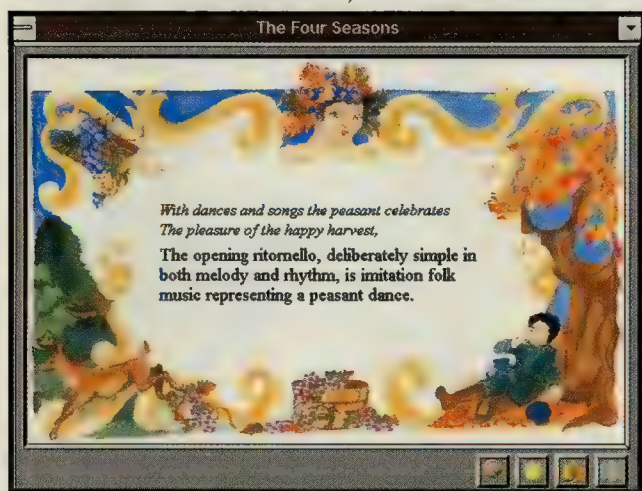 The Four Seasons
With dances and songs the peasant celebrates
The pleasure of the happy harvest,
The opening ritornello, deliberately simple in
both melody and rhythm, is imitation folk
music representing a peasant dance.